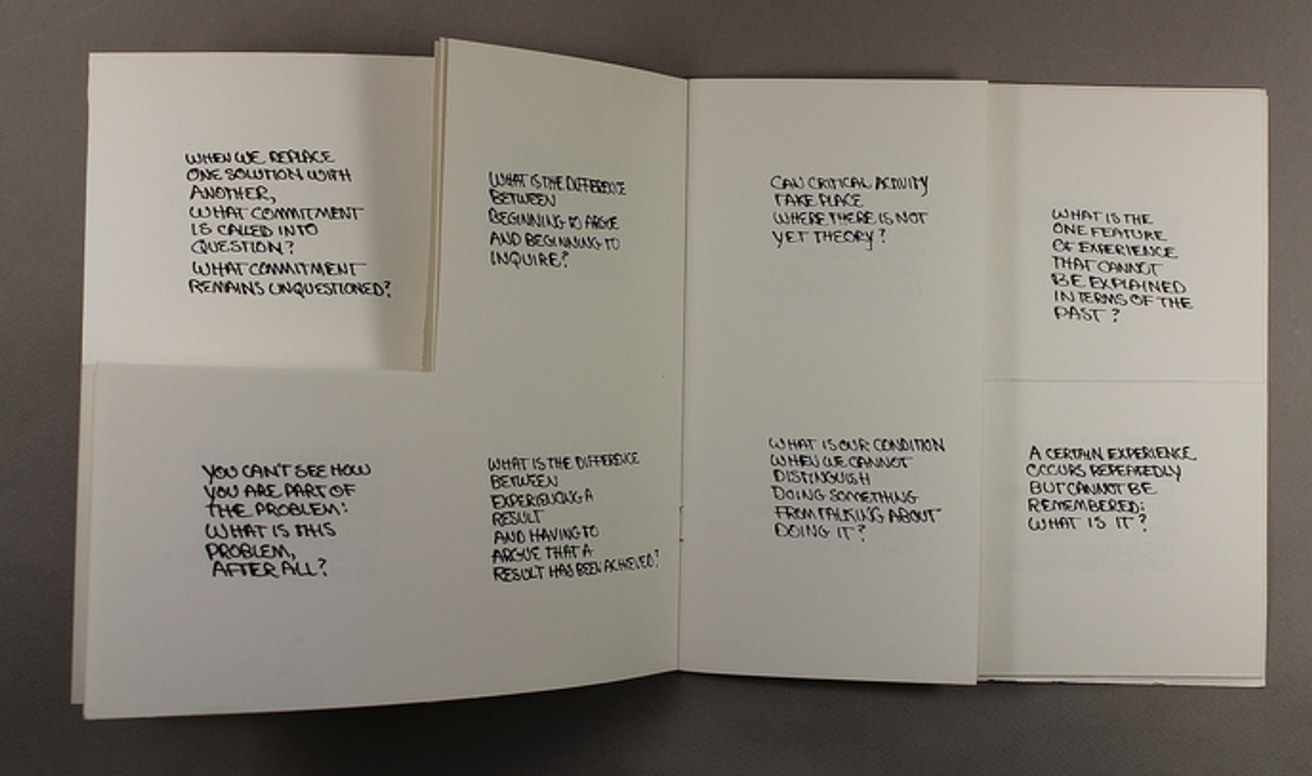 WHEN WE REPLACE
ONE SOLUTION WITH
ANOTHER,
WHAT COMMITMENT
IS CALLED INTO
QUESTION?
WHAT COMMITMENT
REMAINS UNQUESTIONED?
WHAT IS THE DIFFERENCE
BETWEEN
BEGINNING TO ARGUE
AND BEGINNING TO
INQUIRE?
CAN CRITICAL ACTIVITY
TAKE PLACE
WHERE THERE IS NOT
YET THEORY?
WHAT IS THE
ONE FEATURE
OF EXPERIENCE
THAT CANNOT
BE EXPLAINED
IN TERMS OF THE
PAST?
YOU CAN'T SEE HOW
YOU ARE PART OF
THE PROBLEM:
WHAT IS THIS
PROBLEM,
AFTER ALL?
WHAT IS THE DIFFERENCE
BETWEEN
EXPERIENCING A
RESULT
AND HAVING TO
ARGUE THAT A
RESULT HAS BEEN ACHIEVED?
WHAT IS OUR CONDITION
WHEN WE CANNOT
DISTINGUISH
DOING SOMETHING
FROM TALKING ABOUT
DOING IT?
A CERTAIN EXPERIENCE
OCCURS REPEATEDLY
BUT CANNOT BE
REMEMBERED:
WHAT IS IT?